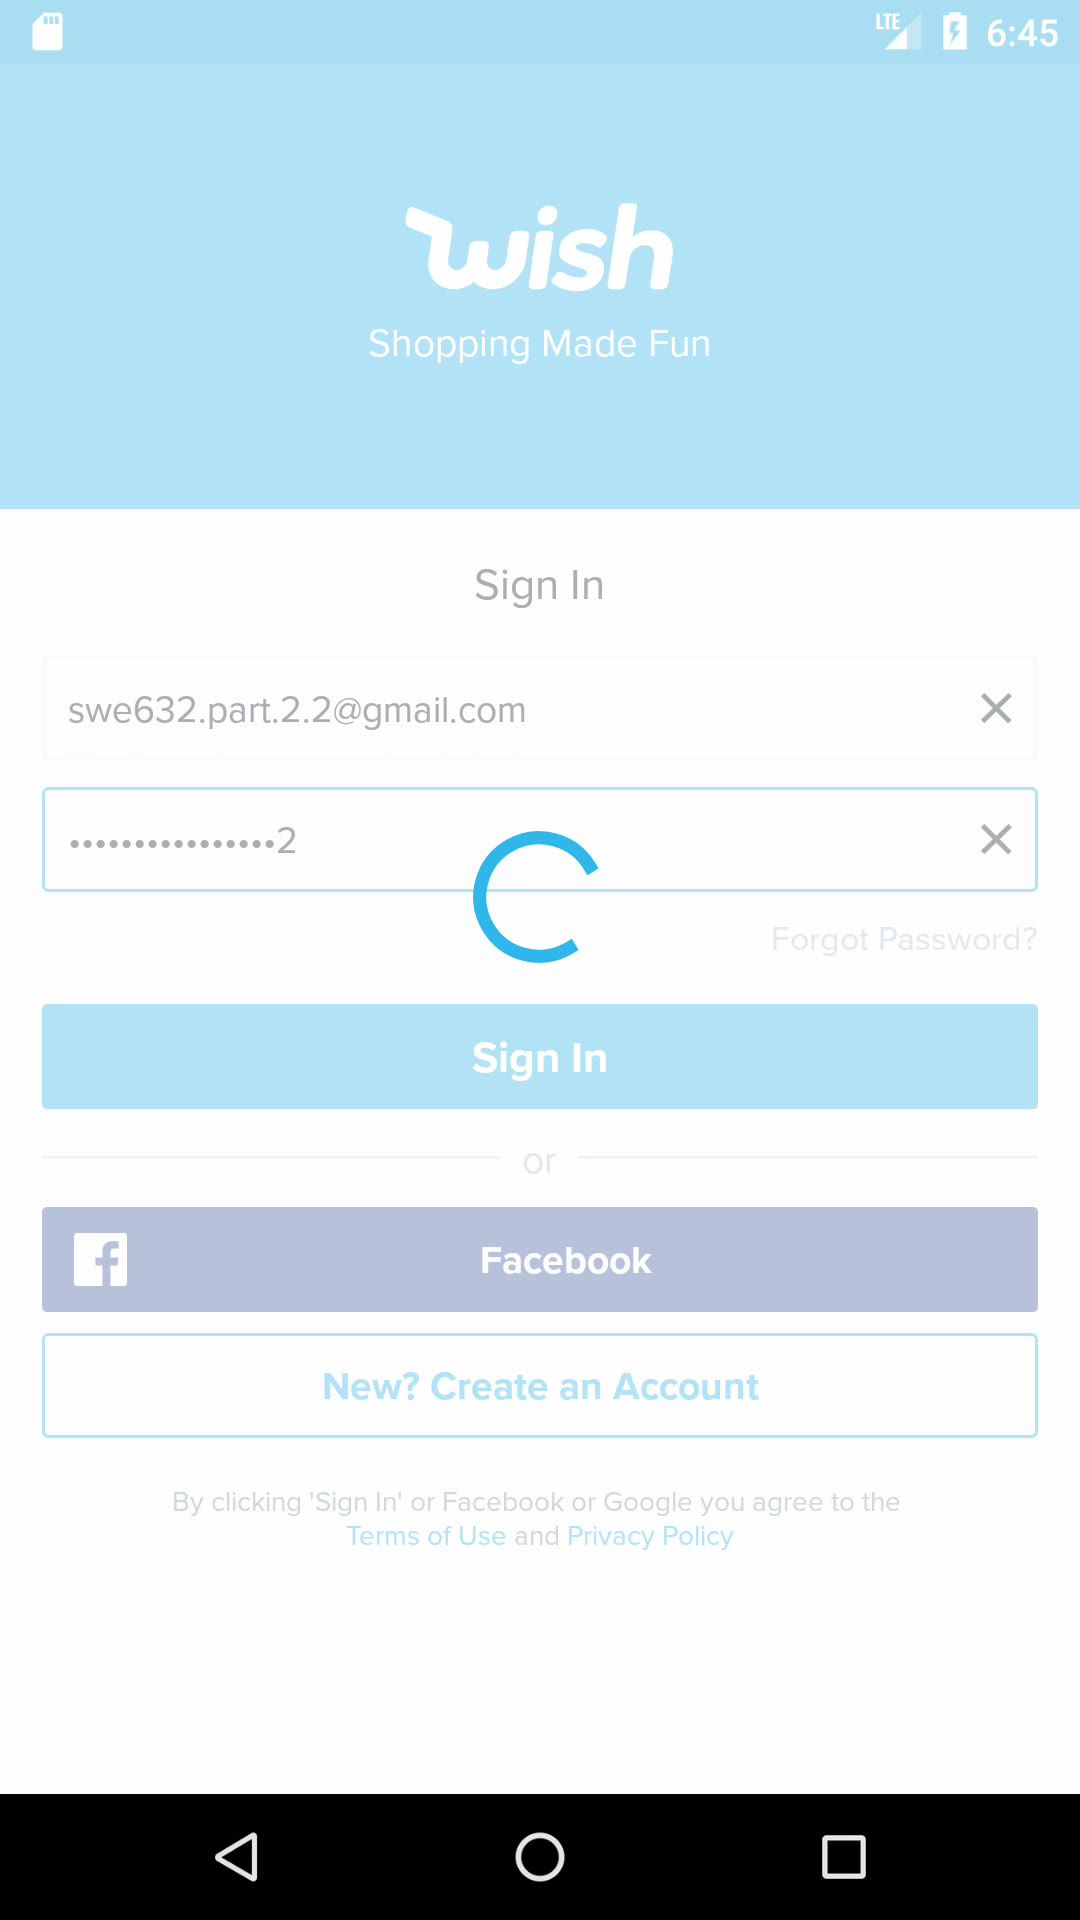 LTE 6:45
wish
Shopping Made Fun
Sign In
swe632.part.2.2@gmail.com
••••••••••••••••2
Forgot Password?
Sign In
or
Facebook
New? Create an Account
By clicking 'Sign In' or Facebook or Google you agree to the
Terms of Use and Privacy Policy